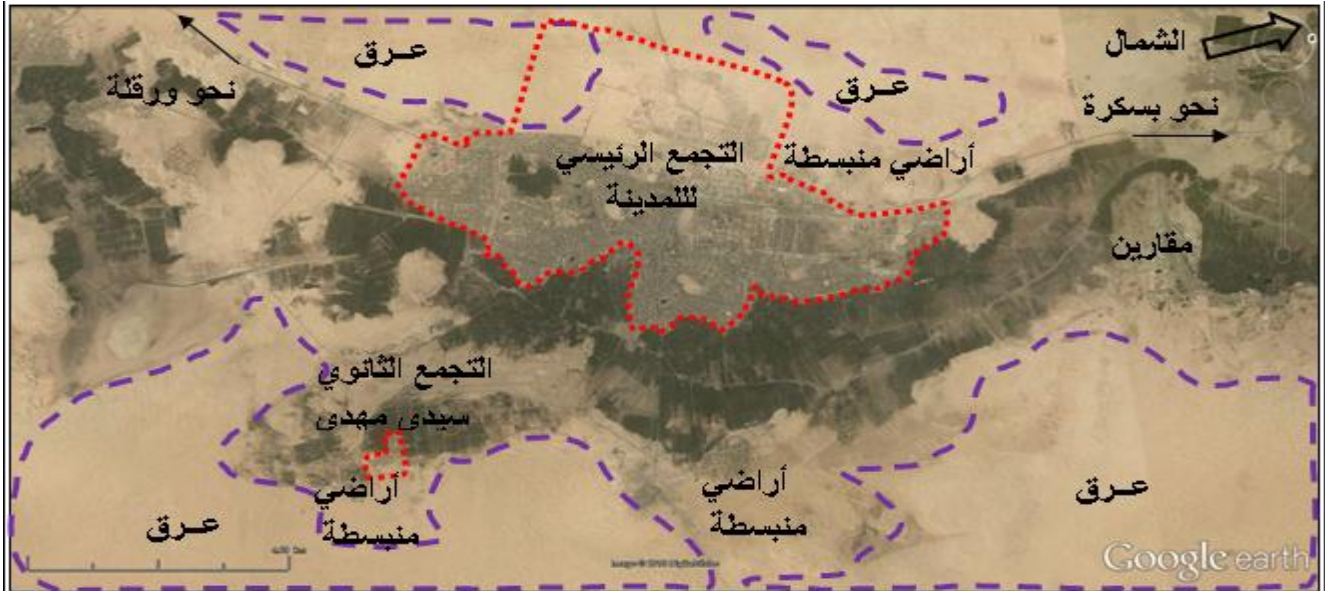 عـرق
الشمال
نحو ورقلة
عـرق
نحو بسكرة
التجمع الرئيسي
للمدينة
أراضي منبسطة
مقارين
التجمع الثانوي
سيدي مهدي
أراضي
منبسطة
أراضي
منبسطة
عـرق
عـرق
Google earth